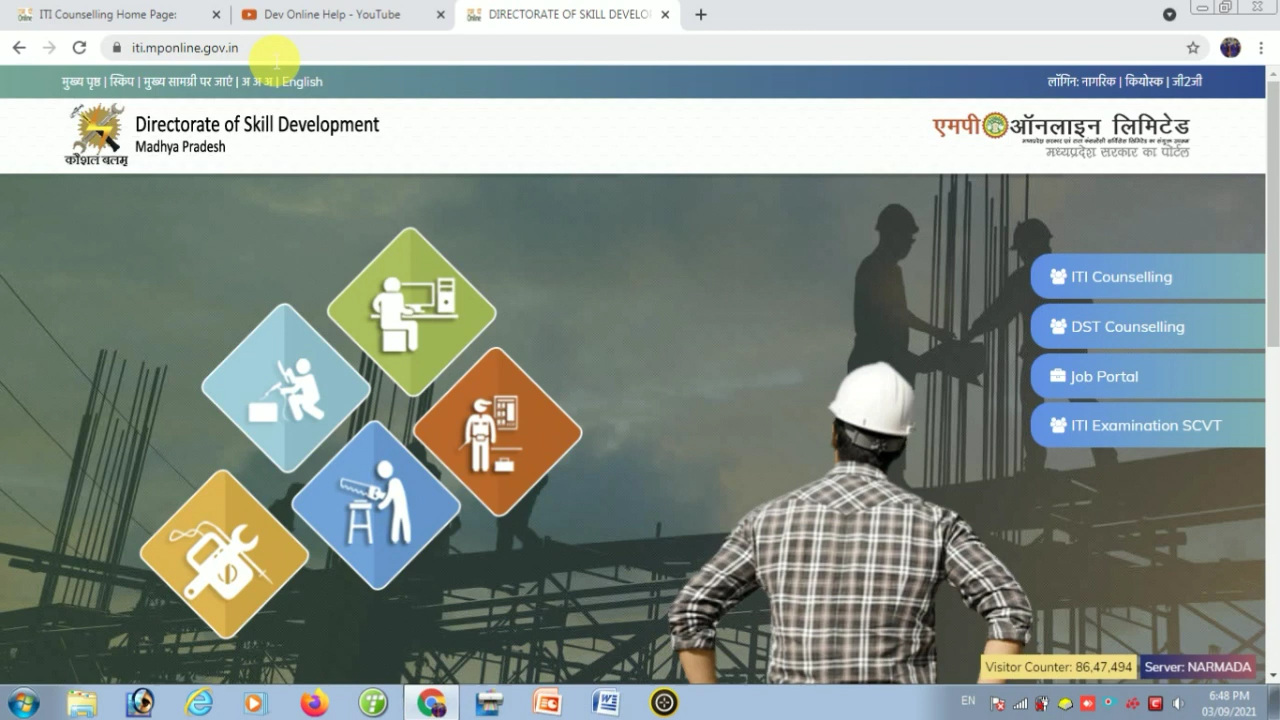 ITI Counselling Home Page:
Dev Online Help - YouTube
DIRECTORATE OF SKILL DEVELO
iti.mponline.gov.in
मुख्य पृष्ठ | स्किप | मुख्य सामग्री पर जाएं | अ अ अ | English
लॉगिन: नागरिक | कियोस्क | जी2जी
Directorate of Skill Development
Madhya Pradesh
कौशलं बलम्
एमपी ऑनलाइन लिमिटेड
मध्यप्रदेश सरकार का पोर्टल
ITI Counselling
DST Counselling
Job Portal
ITI Examination SCVT
Visitor Counter: 86,47,494
Server: NARMADA
EN
6:48 PM
03/09/2021